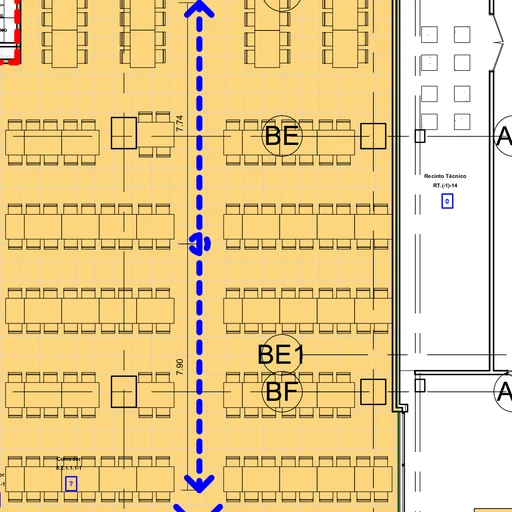 7.74
BE
A
Recinto Técnico
RT.(-1)-14
0
BE1
7.90
BF
A
Comedor
?